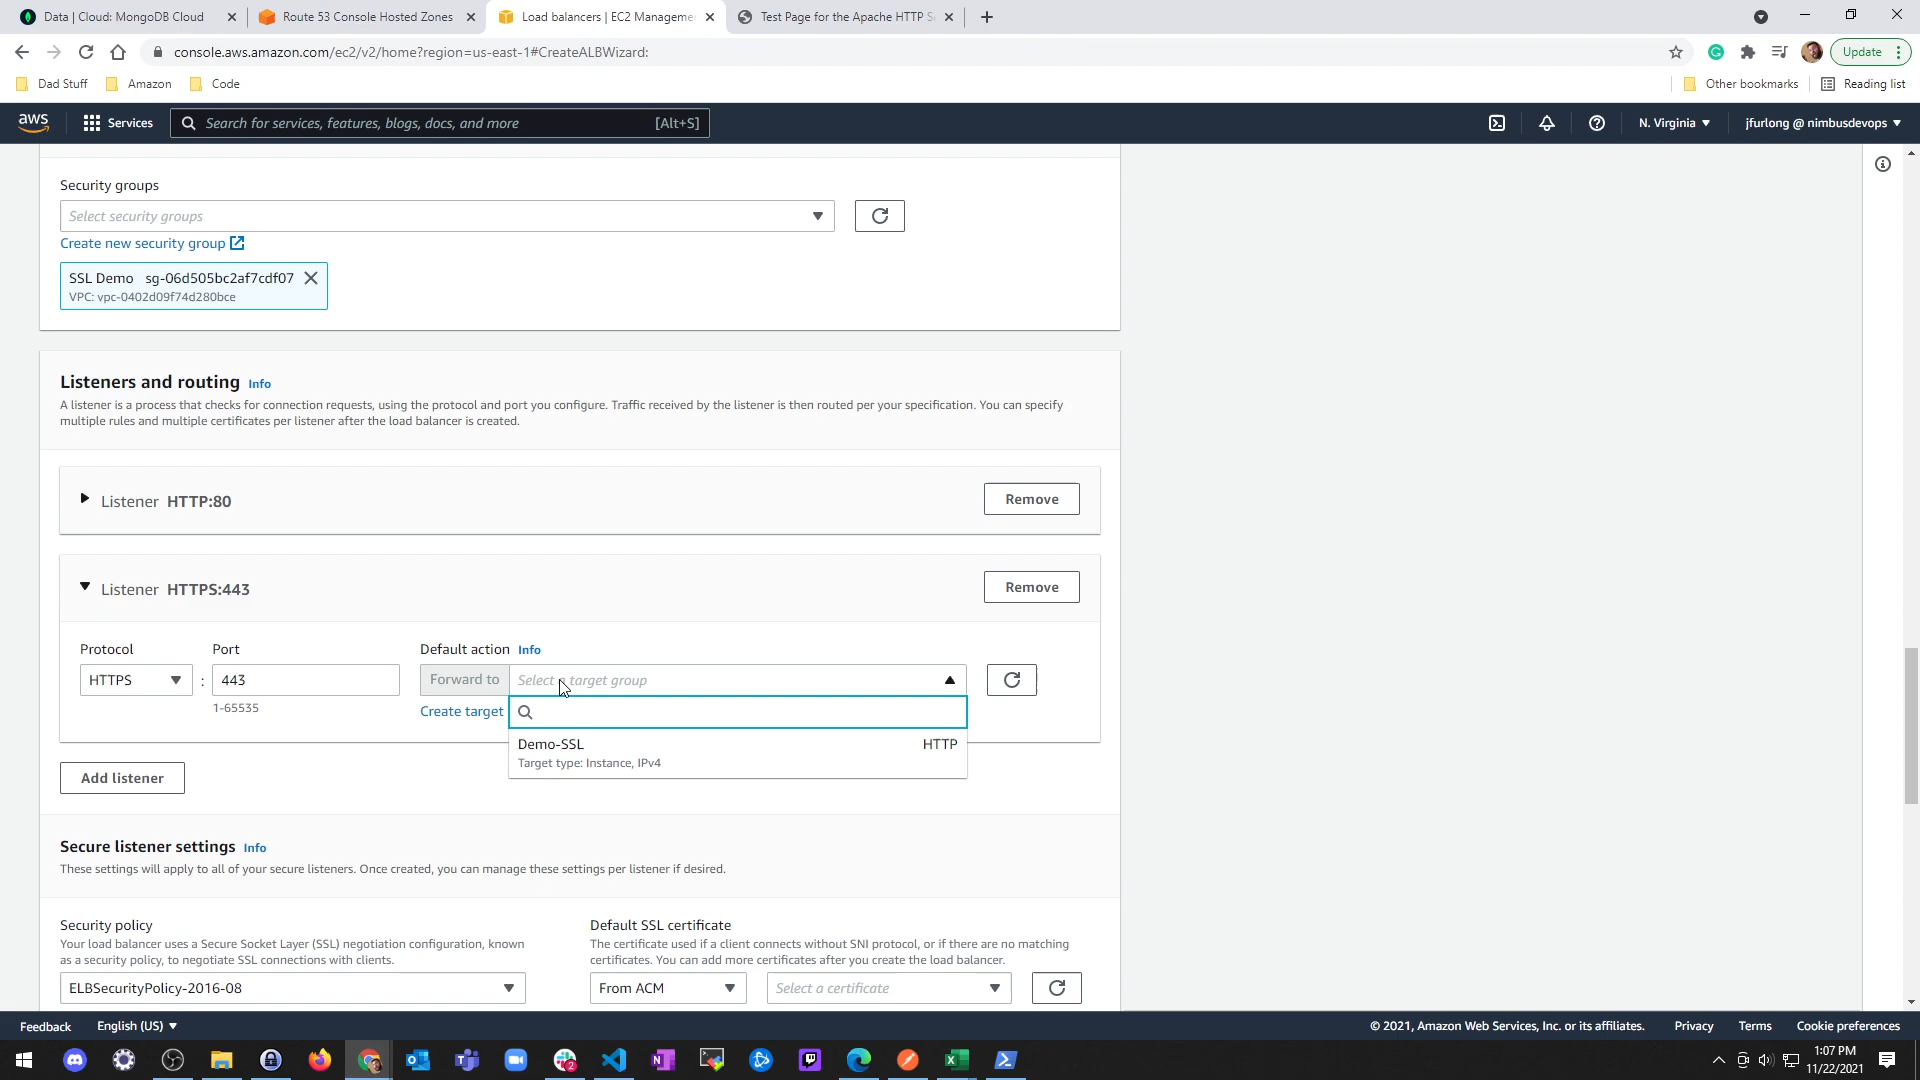 Data | Cloud: MongoDB Cloud
Route 53 Console Hosted Zones
Load balancers | EC2 Manageme
Test Page for the Apache HTTP S
console.aws.amazon.com/ec2/v2/home?region=us-east-1#CreateALBWizard:
Update
Dad Stuff
Amazon
Code
Other bookmarks
Reading list
aws
Services
Search for services, features, blogs, docs, and more
[Alt+S]
N. Virginia
jfurlong @ nimbusdevops
Security groups
Select security groups
Create new security group
SSL Demo sg-06d505bc2af7cdf07
VPC: vpc-0402d09f74d280bce
Listeners and routing Info
A listener is a process that checks for connection requests, using the protocol and port you configure. Traffic received by the listener is then routed per your specification. You can specify
multiple rules and multiple certificates per listener after the load balancer is created.
Listener HTTP:80
Remove
Listener HTTPS:443
Remove
Protocol
Port
Default action Info
HTTPS
:
443
Forward to
Select a target group
1-65535
Create target
Demo-SSL
HTTP
Target type: Instance, IPv4
Add listener
Secure listener settings Info
These settings will apply to all of your secure listeners. Once created, you can manage these settings per listener if desired.
Security policy
Your load balancer uses a Secure Socket Layer (SSL) negotiation configuration, known
as a security policy, to negotiate SSL connections with clients.
ELBSecurityPolicy-2016-08
Default SSL certificate
The certificate used if a client connects without SNI protocol, or if there are no matching
certificates. You can add more certificates after you create the load balancer.
From ACM
Select a certificate
Feedback
English (US)
© 2021, Amazon Web Services, Inc. or its affiliates.
Privacy
Terms
Cookie preferences
1:07 PM
11/22/2021